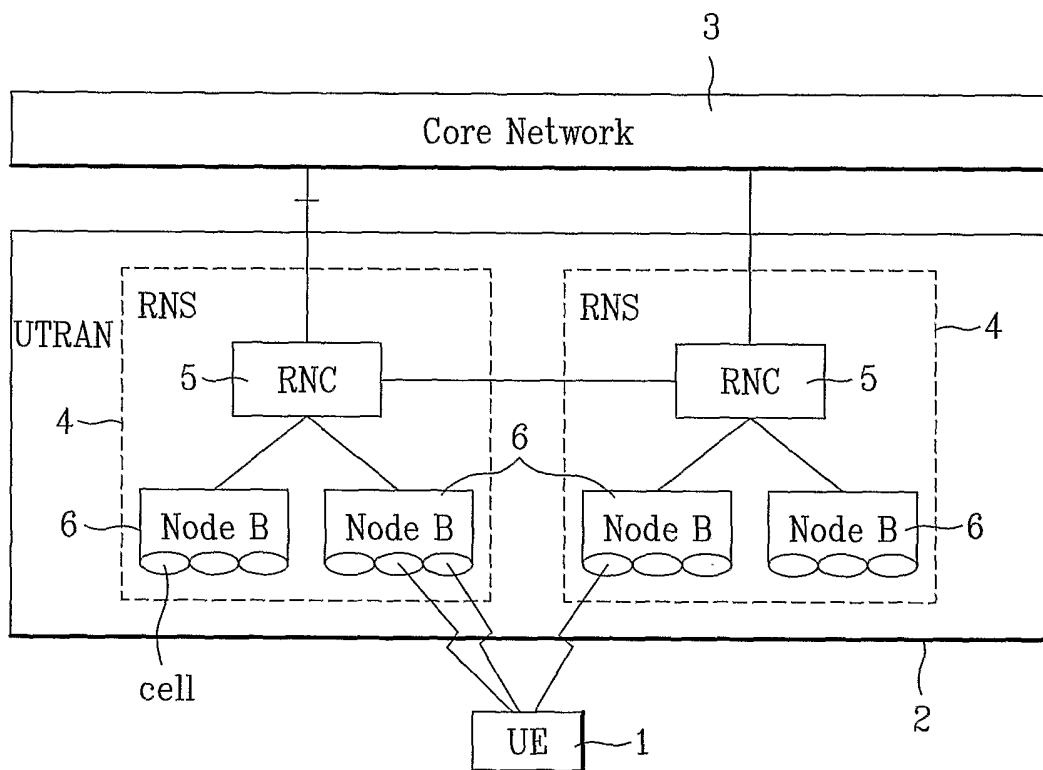 3
Core Network
RNS
RNS
UTRAN
4
5
RNC
RNC
5
4
6
6
Node B
Node B
Node B
Node B
6
cell
2
UE
1